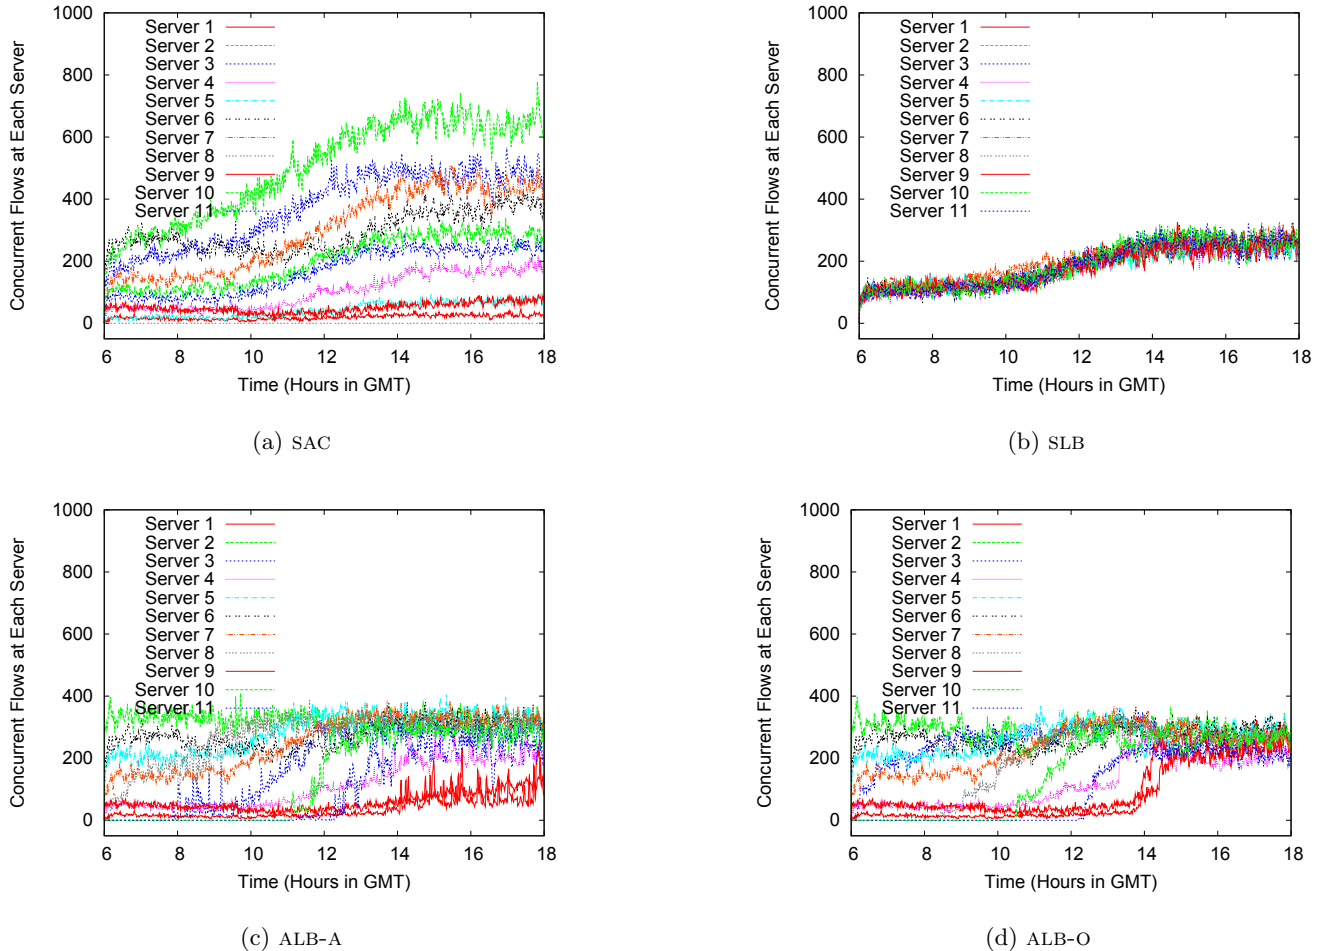 1000
800
600
400
200
0
6 8 10 12 14 16 18
Concurrent Flows at Each Server
Time (Hours in GMT)
Server 1
Server 2
Server 3
Server 4
Server 5
Server 6
Server 7
Server 8
Server 9
Server 10
Server 11
(a) SAC
1000
800
600
400
200
0
6 8 10 12 14 16 18
Concurrent Flows at Each Server
Time (Hours in GMT)
Server 1
Server 2
Server 3
Server 4
Server 5
Server 6
Server 7
Server 8
Server 9
Server 10
Server 11
(b) SLB
1000
800
600
400
200
0
6 8 10 12 14 16 18
Concurrent Flows at Each Server
Time (Hours in GMT)
Server 1
Server 2
Server 3
Server 4
Server 5
Server 6
Server 7
Server 8
Server 9
Server 10
Server 11
(c) ALB-A
1000
800
600
400
200
0
6 8 10 12 14 16 18
Concurrent Flows at Each Server
Time (Hours in GMT)
Server 1
Server 2
Server 3
Server 4
Server 5
Server 6
Server 7
Server 8
Server 9
Server 10
Server 11
(d) ALB-O